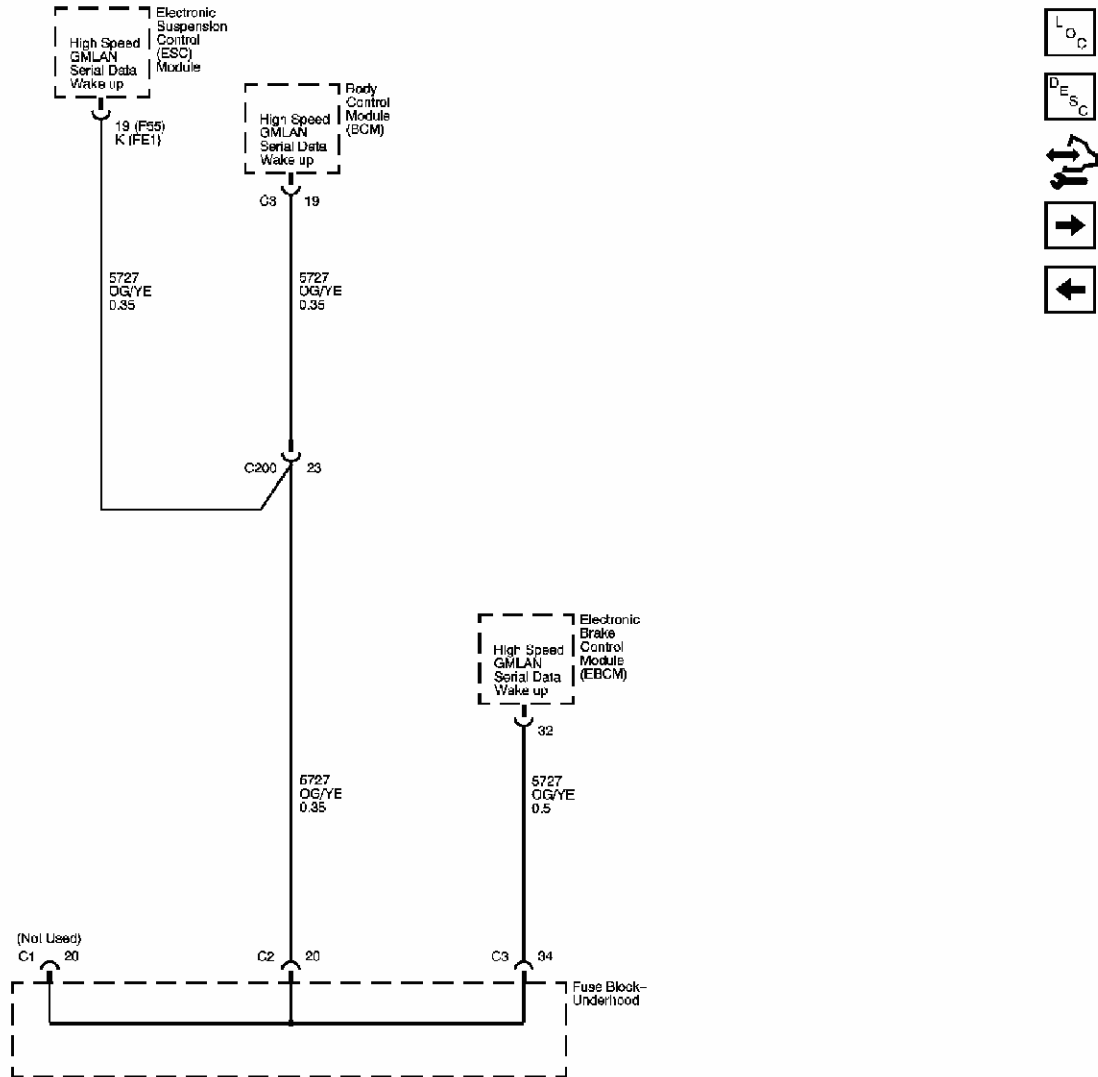 Electronic
Suspension
Control
(ESC)
Module
High Speed
GMLAN
Serial Data
Wake up
19 (F55)
K (FE1)
Body
Control
Module
(BCM)
High Speed
GMLAN
Serial Data
Wake up
C3 19
5727
OG/YE
0.35
5727
OG/YE
0.35
C200 23
Electronic
Brake
Control
Module
(EBCM)
High Speed
GMLAN
Serial Data
Wake up
32
5727
OG/YE
0.35
5727
OG/YE
0.5
(Not Used)
C1 20
C2 20
C3 34
Fuse Block–
Underhood
LOC
DESC